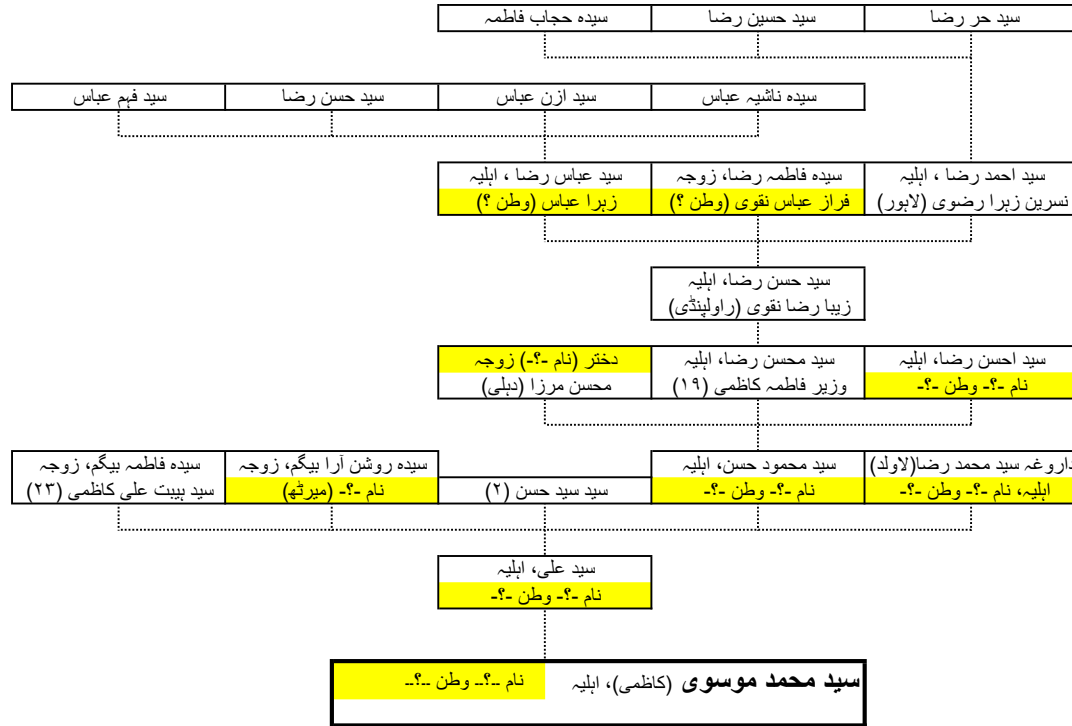 سید حر رضا
سید حسین رضا
سیدہ حجاب فاطمہ
سیدہ ناشیہ عباس
سید ازن عباس
سید حسن رضا
سید فہم عباس
سید احمد رضا ، اہلیہ
نسرین زہرا رضوی (لاہور)
سیدہ فاطمہ رضا، زوجہ
فراز عباس نقوی (وطن ؟)
سید عباس رضا ، اہلیہ
زہرا عباس (وطن ؟)
سید حسن رضا، اہلیہ
زیبا رضا نقوی (راولپنڈی)
سید احسن رضا، اہلیہ
نام -؟- وطن -؟-
سید محسن رضا، اہلیہ
وزیر فاطمہ کاظمی (۱۹)
دختر (نام -؟-) زوجہ
محسن مرزا (دہلی)
داروغہ سید محمد رضا(لاولد)
اہلیہ، نام -؟- وطن -؟-
سید محمود حسن، اہلیہ
نام -؟- وطن -؟-
سید سید حسن (۲)
سیدہ روشن آرا بیگم، زوجہ
نام -؟- (میرٹھ)
سیدہ فاطمہ بیگم، زوجہ
سید ہیبت علی کاظمی (۲۳)
سید علی، اہلیہ
نام -؟- وطن -؟-
سید محمد موسوی (کاظمی)، اہلیہ نام --؟-- وطن --؟--